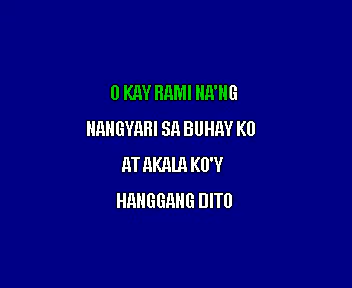 O KAY RAMI NA'NG
NANGYARI SA BUHAY KO
AT AKALA KO'Y
HANGGANG DITO